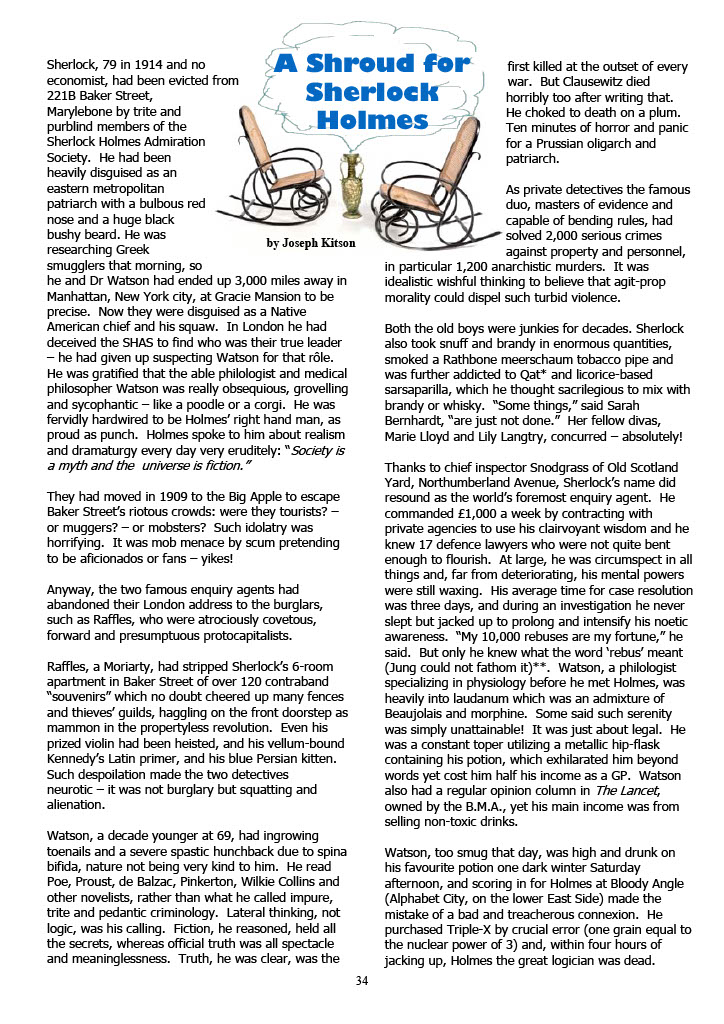 A Shroud for
Sherlock
Holmes
by Joseph Kitson
Sherlock, 79 in 1914 and no
economist, had been evicted from
221B Baker Street,
Marylebone by trite and
purblind members of the
Sherlock Holmes Admiration
Society.  He had been
heavily disguised as an
eastern metropolitan
patriarch with a bulbous red
nose and a huge black
bushy beard. He was
researching Greek
smugglers that morning, so
he and Dr Watson had ended up 3,000 miles away in
Manhattan, New York city, at Gracie Mansion to be
precise.  Now they were disguised as a Native
American chief and his squaw.  In London he had
deceived the SHAS to find who was their true leader
– he had given up suspecting Watson for that rôle.
He was gratified that the able philologist and medical
philosopher Watson was really obsequious, grovelling
and sycophantic – like a poodle or a corgi.  He was
fervidly hardwired to be Holmes’ right hand man, as
proud as punch.  Holmes spoke to him about realism
and dramaturgy every day very eruditely: “Society is
a myth and the  universe is fiction.”
They had moved in 1909 to the Big Apple to escape
Baker Street’s riotous crowds: were they tourists? –
or muggers? – or mobsters?  Such idolatry was
horrifying.  It was mob menace by scum pretending
to be aficionados or fans – yikes!
Anyway, the two famous enquiry agents had
abandoned their London address to the burglars,
such as Raffles, who were atrociously covetous,
forward and presumptuous protocapitalists.
Raffles, a Moriarty, had stripped Sherlock’s 6-room
apartment in Baker Street of over 120 contraband
“souvenirs” which no doubt cheered up many fences
and thieves’ guilds, haggling on the front doorstep as
mammon in the propertyless revolution.  Even his
prized violin had been heisted, and his vellum-bound
Kennedy’s Latin primer, and his blue Persian kitten.
Such despoilation made the two detectives
neurotic – it was not burglary but squatting and
alienation.
Watson, a decade younger at 69, had ingrowing
toenails and a severe spastic hunchback due to spina
bifida, nature not being very kind to him.  He read
Poe, Proust, de Balzac, Pinkerton, Wilkie Collins and
other novelists, rather than what he called impure,
trite and pedantic criminology.  Lateral thinking, not
logic, was his calling.  Fiction, he reasoned, held all
the secrets, whereas official truth was all spectacle
and meaninglessness.  Truth, he was clear, was the
first killed at the outset of every
war.  But Clausewitz died
horribly too after writing that.
He choked to death on a plum.
Ten minutes of horror and panic
for a Prussian oligarch and
patriarch.
As private detectives the famous
duo, masters of evidence and
capable of bending rules, had
solved 2,000 serious crimes
against property and personnel,
in particular 1,200 anarchistic murders.  It was
idealistic wishful thinking to believe that agit-prop
morality could dispel such turbid violence.
Both the old boys were junkies for decades. Sherlock
also took snuff and brandy in enormous quantities,
smoked a Rathbone meerschaum tobacco pipe and
was further addicted to Qat* and licorice-based
sarsaparilla, which he thought sacrilegious to mix with
brandy or whisky.  “Some things,” said Sarah
Bernhardt, “are just not done.”  Her fellow divas,
Marie Lloyd and Lily Langtry, concurred – absolutely!
Thanks to chief inspector Snodgrass of Old Scotland
Yard, Northumberland Avenue, Sherlock’s name did
resound as the world’s foremost enquiry agent.  He
commanded £1,000 a week by contracting with
private agencies to use his clairvoyant wisdom and he
knew 17 defence lawyers who were not quite bent
enough to flourish.  At large, he was circumspect in all
things and, far from deteriorating, his mental powers
were still waxing.  His average time for case resolution
was three days, and during an investigation he never
slept but jacked up to prolong and intensify his noetic
awareness.  “My 10,000 rebuses are my fortune,” he
said.  But only he knew what the word ‘rebus’ meant
(Jung could not fathom it)**.  Watson, a philologist
specializing in physiology before he met Holmes, was
heavily into laudanum which was an admixture of
Beaujolais and morphine.  Some said such serenity
was simply unattainable!  It was just about legal.  He
was a constant toper utilizing a metallic hip-flask
containing his potion, which exhilarated him beyond
words yet cost him half his income as a GP.  Watson
also had a regular opinion column in The Lancet,
owned by the B.M.A., yet his main income was from
selling non-toxic drinks.
Watson, too smug that day, was high and drunk on
his favourite potion one dark winter Saturday
afternoon, and scoring in for Holmes at Bloody Angle
(Alphabet City, on the lower East Side) made the
mistake of a bad and treacherous connexion.  He
purchased Triple-X by crucial error (one grain equal to
the nuclear power of 3) and, within four hours of
jacking up, Holmes the great logician was dead.
34